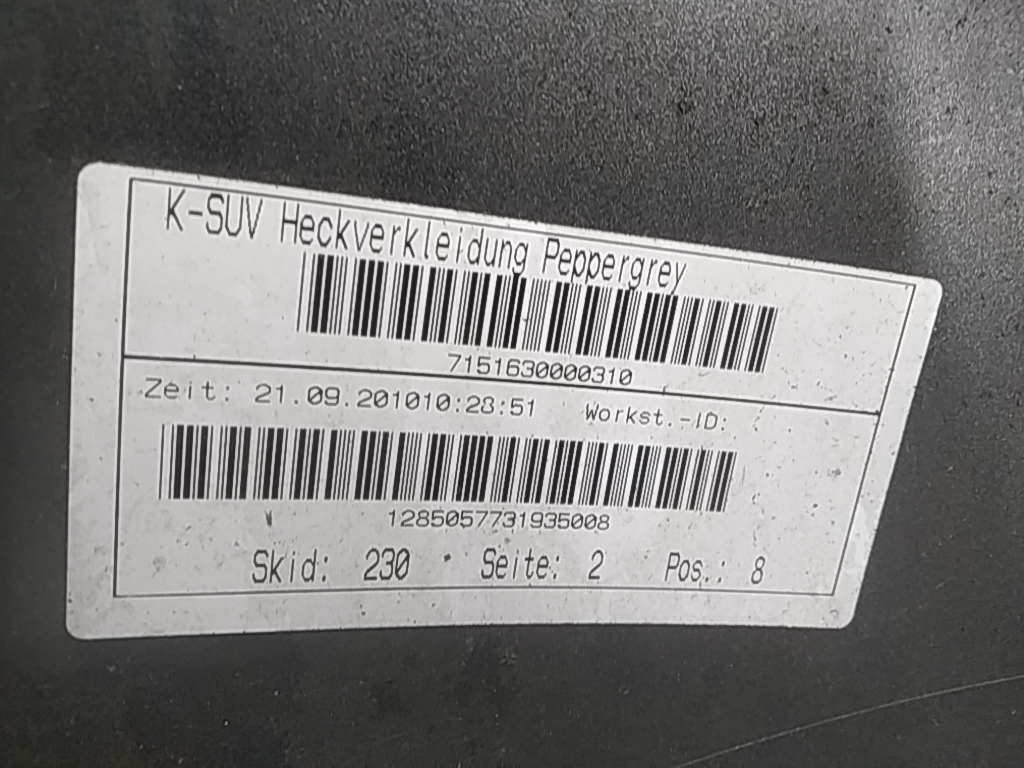 K-SUV Heckverkleidung Peppergrey
7151630000310
Zeit: 21.09.201010:28:51 Workst.-ID:
1285057731935008
Skid: 230 Seite: 2 Pos.: 8